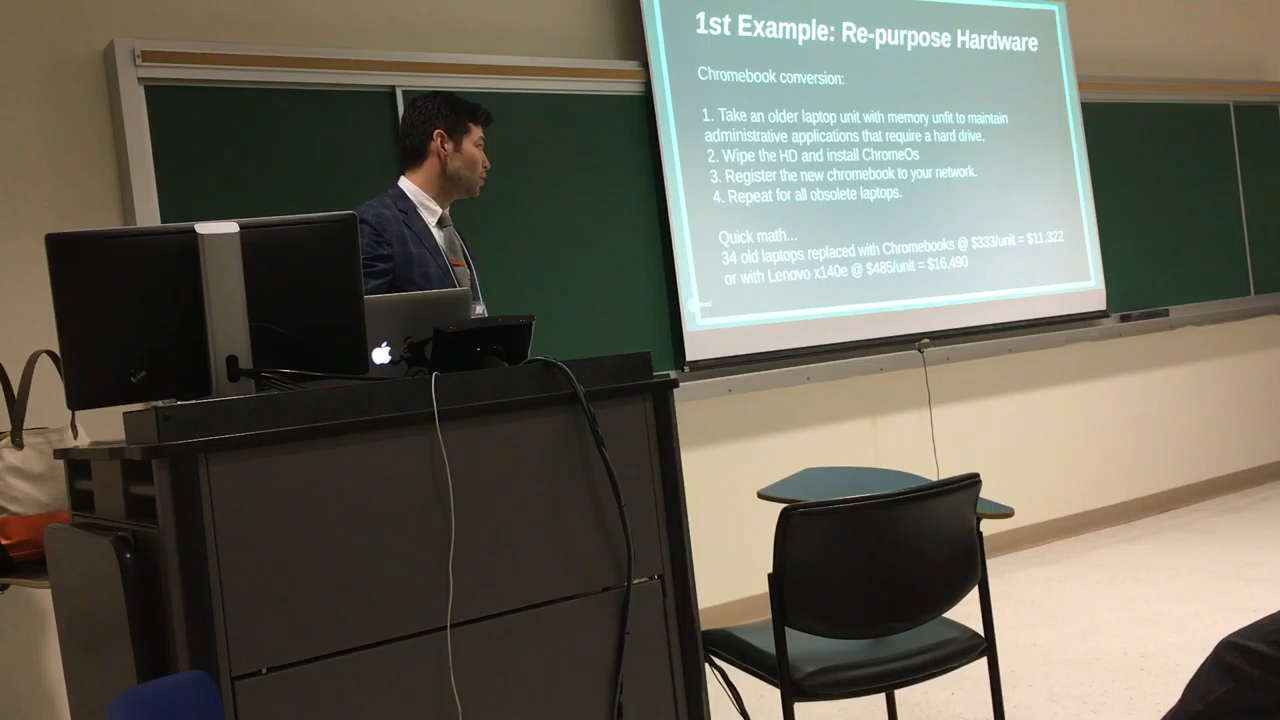 1st Example: Re-purpose Hardware
Chromebook conversion:
1. Take an older laptop unit with memory unfit to maintain
administrative applications that require a hard drive.
2. Wipe the HD and install ChromeOs
3. Register the new chromebook to your network.
4. Repeat for all obsolete laptops.
Quick math...
34 old laptops replaced with Chromebooks @ $333/unit = $11,322
or with Lenovo x140e @ $485/unit = $16,490